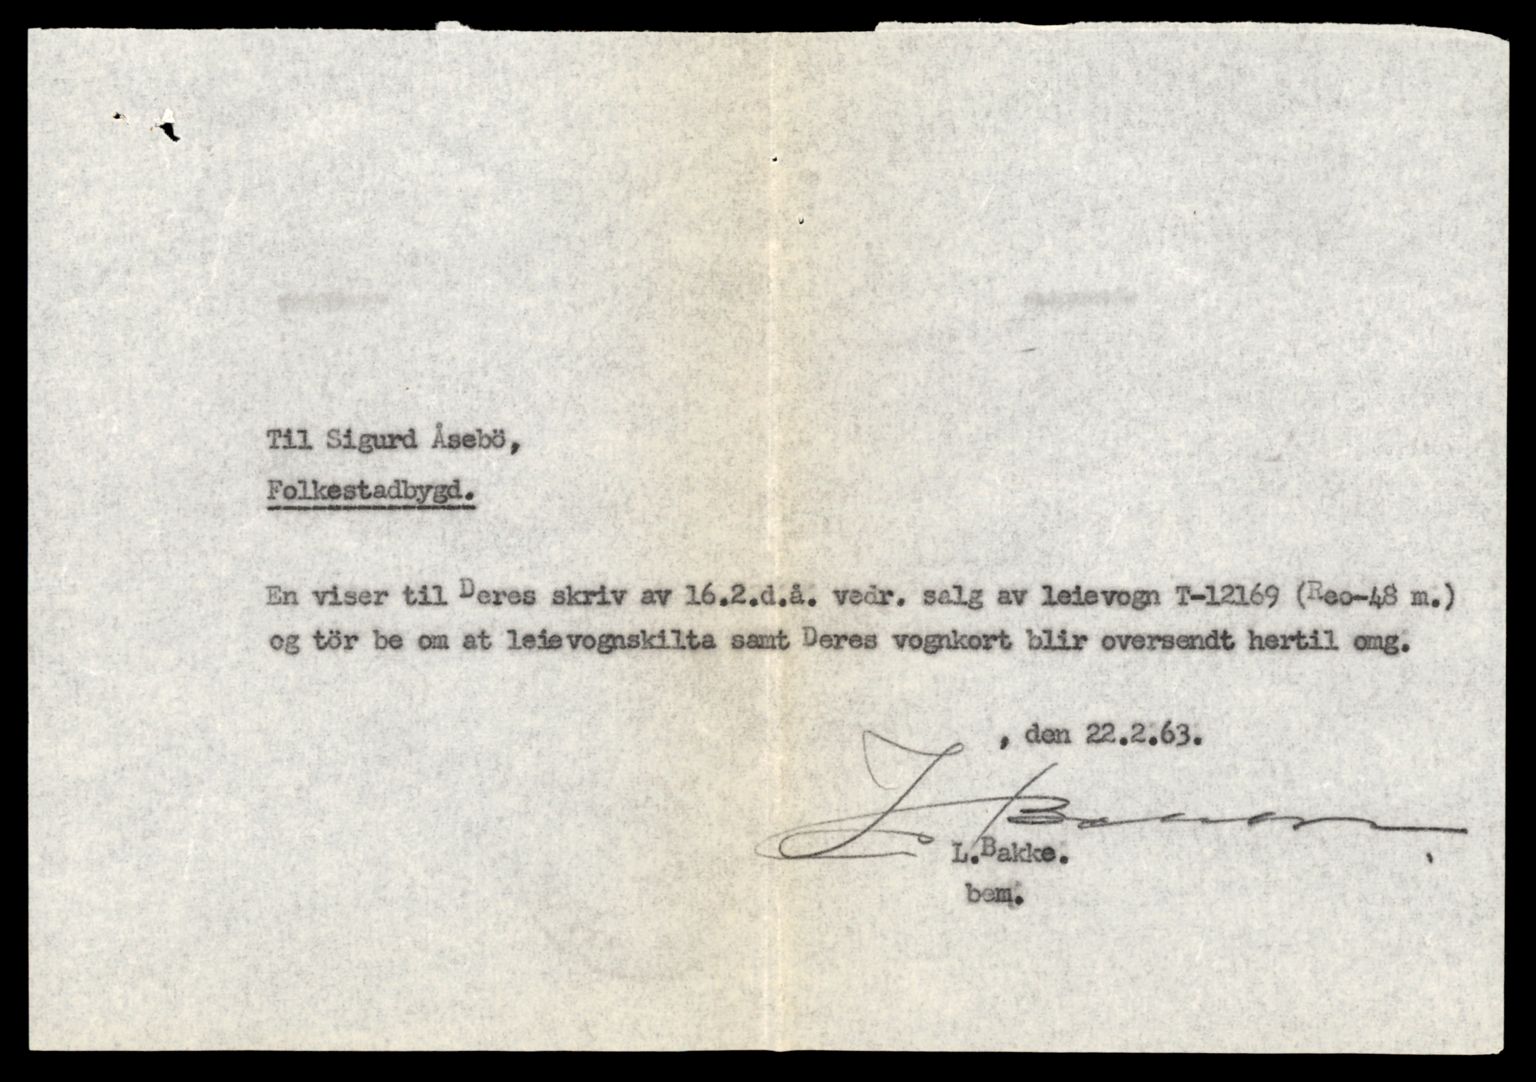 Til Sigurd Åsebö,
Folkestadbygd.
En viser til Deres skriv av 16.2.d.å. vedr. salg av leievogn T-12169 (Reo-48 m.)
og tör be om at leievognskilta samt Deres vognkort blir oversendt hertil omg.
, den 22.2.63.
L. Bakke
L.Bakke.
bem.